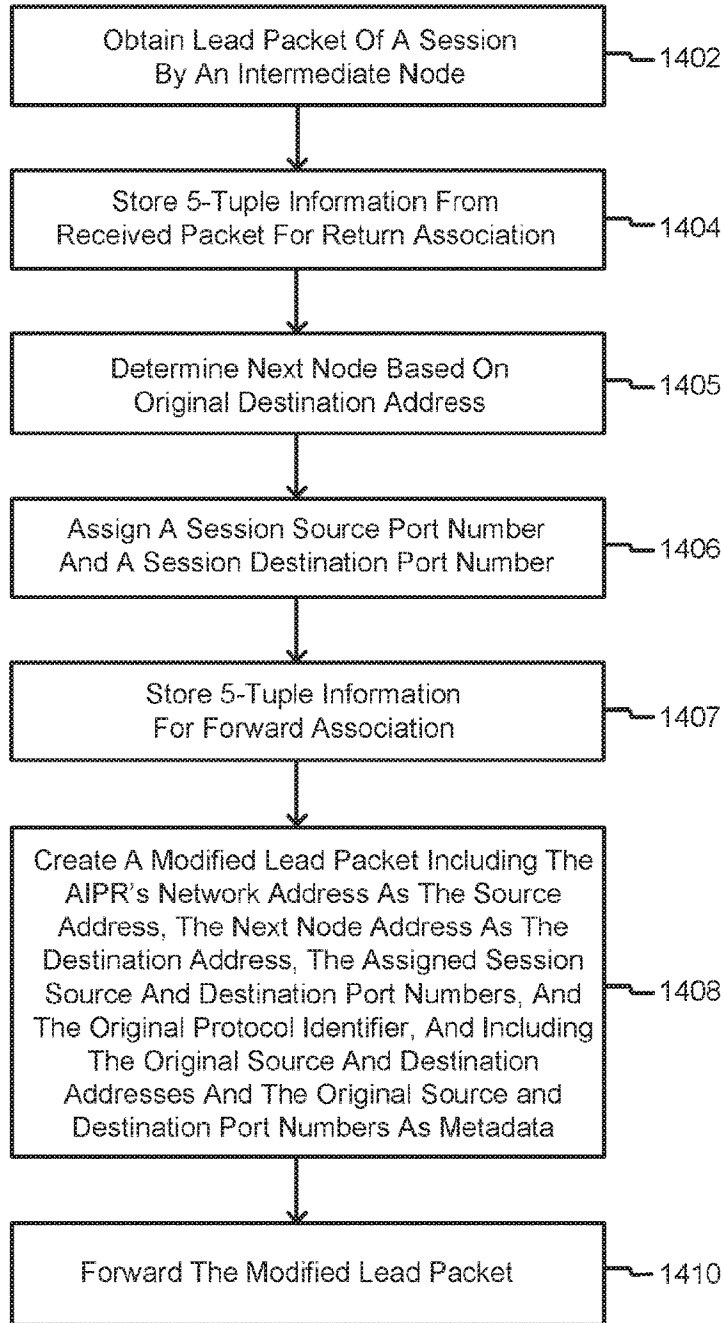 Obtain Lead Packet Of A Session
By An Intermediate Node
1402
Store 5-Tuple Information From
Received Packet For Return Association
1404
Determine Next Node Based On
Original Destination Address
1405
Assign A Session Source Port Number
And A Session Destination Port Number
1406
Store 5-Tuple Information
For Forward Association
1407
Create A Modified Lead Packet Including The
AIPR's Network Address As The Source
Address, The Next Node Address As The
Destination Address, The Assigned Session
Source And Destination Port Numbers, And
The Original Protocol Identifier, And Including
The Original Source And Destination
Addresses And The Original Source and
Destination Port Numbers As Metadata
1408
Forward The Modified Lead Packet
1410